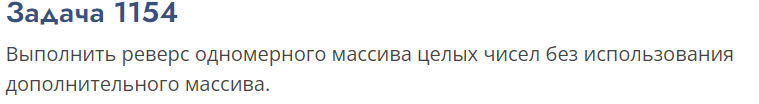 Задача 1154
Выполнить реверс одномерного массива целых чисел без использования
дополнительного массива.